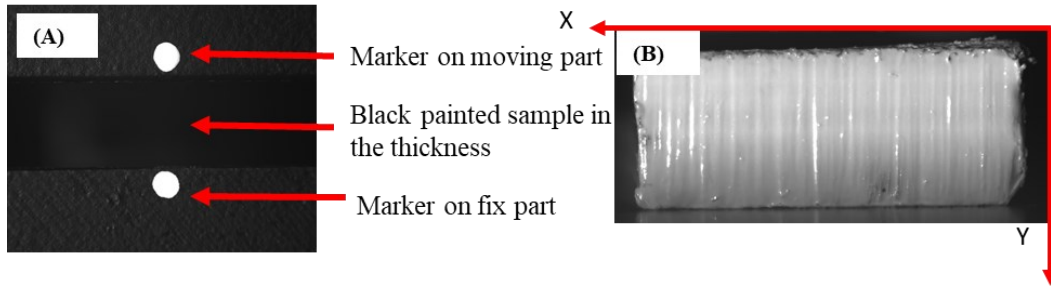 (A)
Marker on moving part
Black painted sample in
the thickness
Marker on fix part
X
(B)
Y